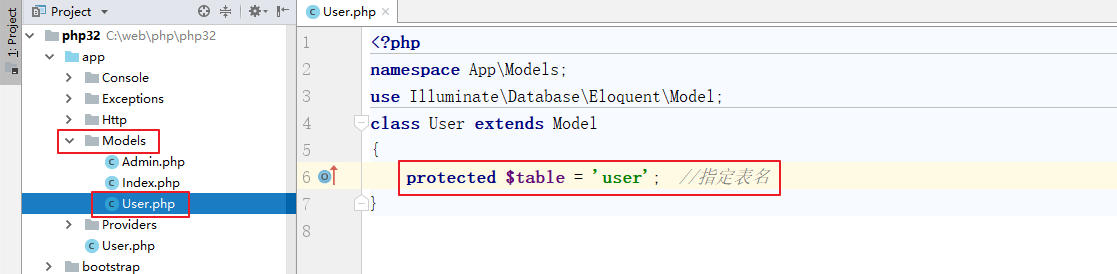 1: Project
Project
php32 C:\web\php\php32
app
Console
Exceptions
Http
Models
Admin.php
Index.php
User.php
Providers
User.php
bootstrap
User.php
1 <?php
2 namespace App\Models;
3 use Illuminate\Database\Eloquent\Model;
4 class User extends Model
5 {
6 protected $table = 'user'; //指定表名
7 }
8